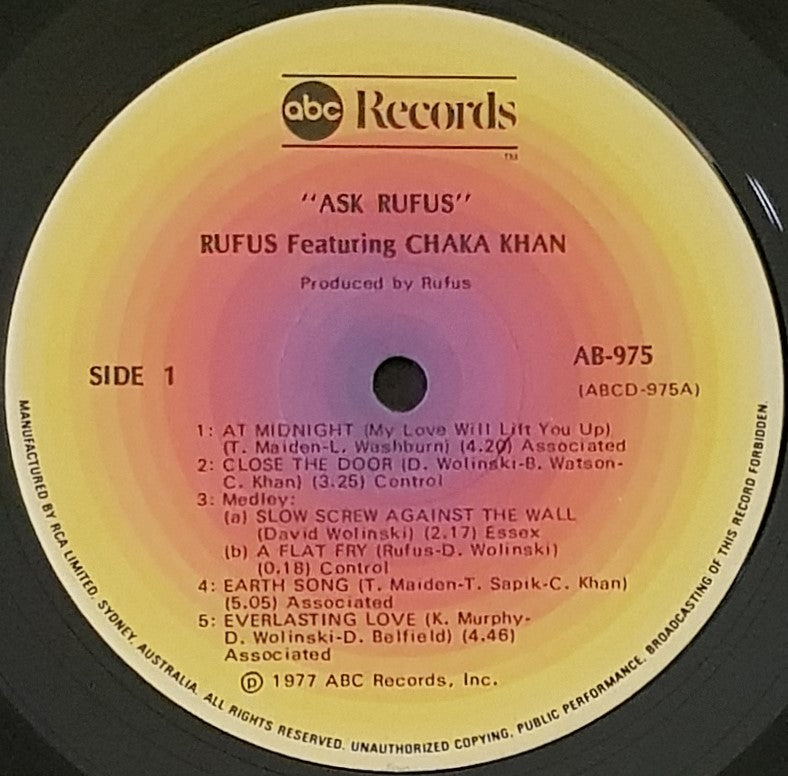 abc Records
TM
"ASK RUFUS"
RUFUS Featuring CHAKA KHAN
Produced by Rufus
SIDE 1
AB-975
(ABCD-975A)
1: AT MIDNIGHT (My Love Will Lift You Up)
(T. Maiden-L. Washburn) (4.20) Associated
2: CLOSE THE DOOR (D. Wolinski-B. Watson-
C. Khan) (3.25) Control
3: Medley:
(a) SLOW SCREW AGAINST THE WALL
(David Wolinski) (2.17) Essex
(b) A FLAT FRY (Rufus-D. Wolinski)
(0.18) Control
4: EARTH SONG (T. Maiden-T. Sapik-C. Khan)
(5.05) Associated
5: EVERLASTING LOVE (K. Murphy-
D. Wolinski-D. Belfield) (4.46)
Associated
Ⓟ 1977 ABC Records, Inc.
MANUFACTURED BY RCA LIMITED. SYDNEY. AUSTRALIA. ALL RIGHTS RESERVED. UNAUTHORIZED COPYING. PUBLIC PERFORMANCE. BROADCASTING OF THIS RECORD FORBIDDEN.